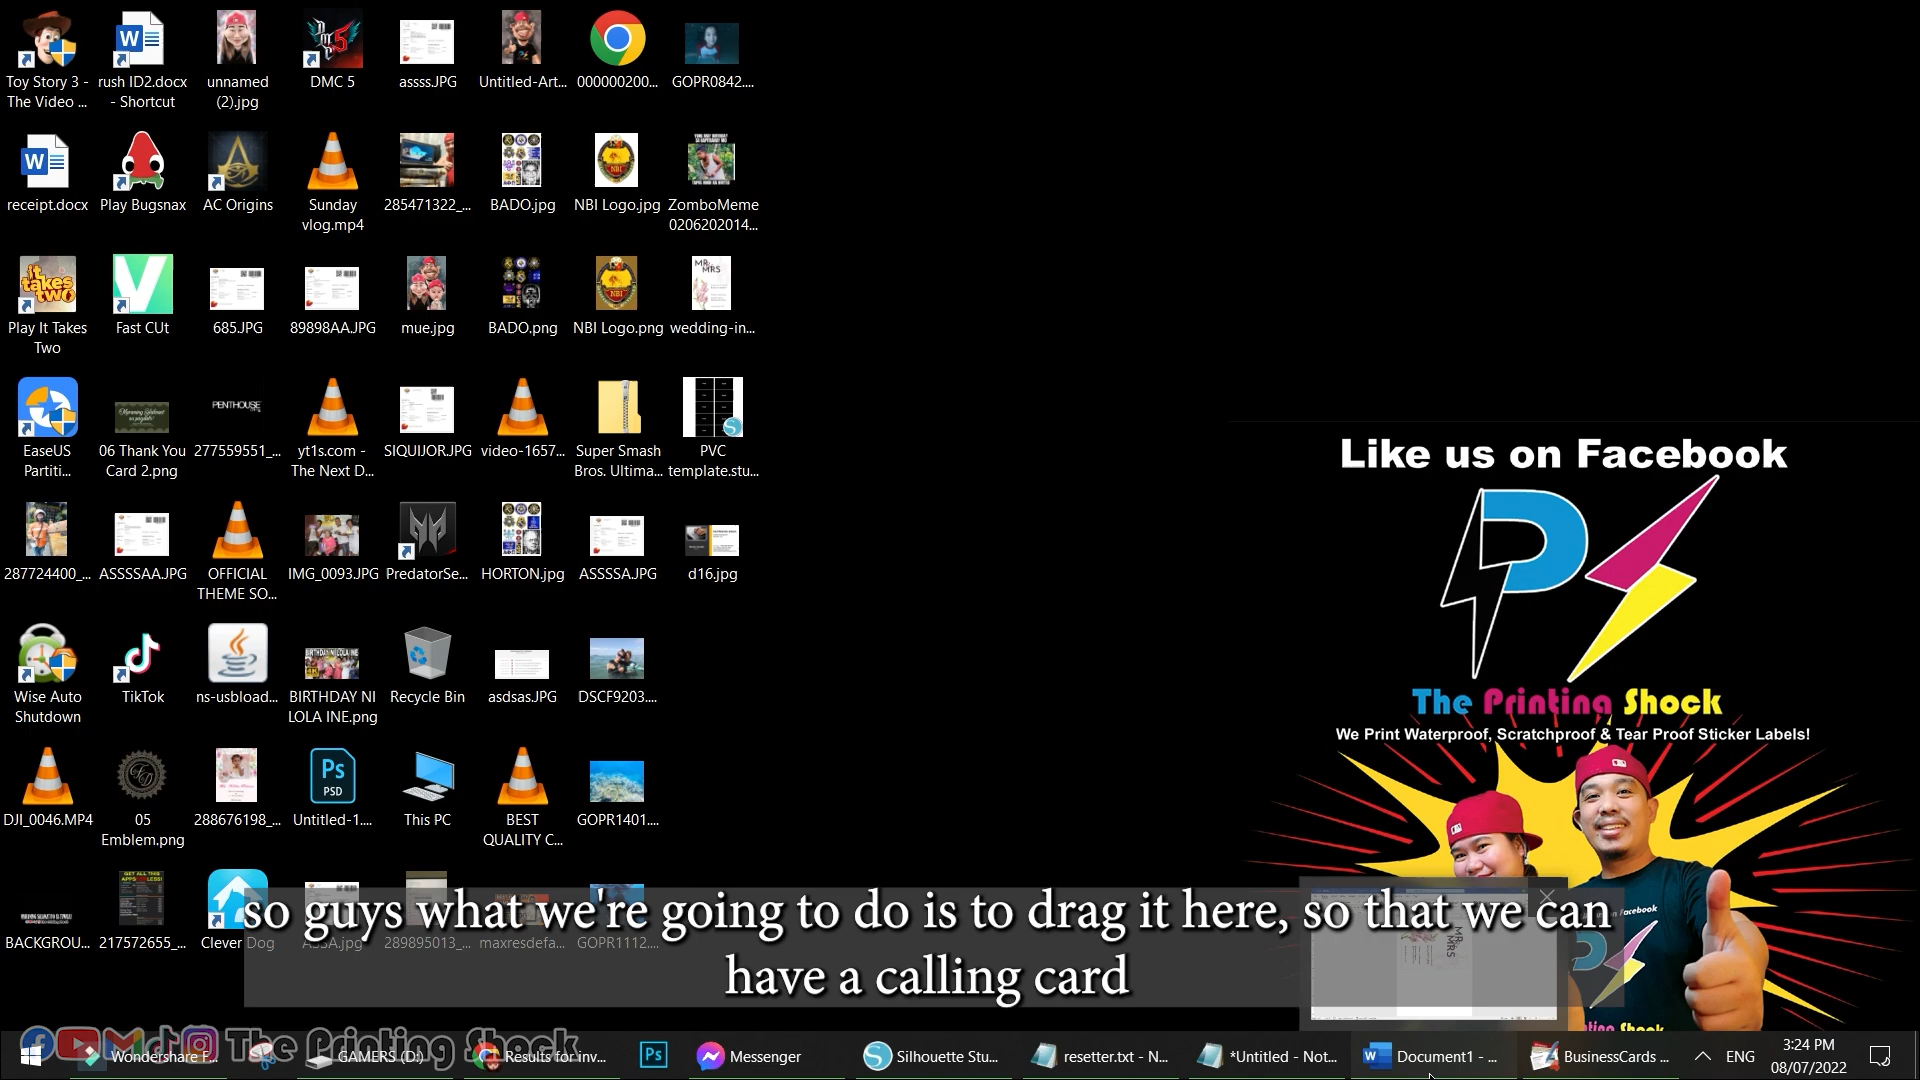 Toy Story 3 -
The Video ...
rush ID2.docx
- Shortcut
unnamed
(2).jpg
DMC 5
assss.JPG
Untitled-Art...
000000200...
GOPR0842....
receipt.docx
Play Bugsnax
AC Origins
Sunday
vlog.mp4
285471322_...
BADO.jpg
NBI Logo.jpg
ZomboMeme
0206202014...
Play It Takes
Two
Fast CUt
685.JPG
89898AA.JPG
mue.jpg
BADO.png
NBI Logo.png
wedding-in...
EaseUS
Partiti...
06 Thank You
Card 2.png
277559551_...
yt1s.com -
The Next D...
SIQUIJOR.JPG
video-1657...
Super Smash
Bros. Ultima...
PVC
template.stu...
287724400_...
ASSSSAA.JPG
OFFICIAL
THEME SO...
IMG_0093.JPG
PredatorSe...
HORTON.jpg
ASSSSA.JPG
d16.jpg
Wise Auto
Shutdown
TikTok
ns-usbload...
BIRTHDAY NI
LOLA INE.png
Recycle Bin
asdsas.JPG
DSCF9203....
DJI_0046.MP4
05
Emblem.png
288676198_...
Untitled-1....
This PC
BEST
QUALITY C...
GOPR1401....
BACKGROU...
217572655_...
Clever Dog
ASSA.jpg
289895013_...
maxresdefa...
GOPR1112....
Like us on Facebook
The Printing Shock
We Print Waterproof, Scratchproof & Tear Proof Sticker Labels!
so guys what we're going to do is to drag it here, so that we can
have a calling card
The Printing Shock
Wondershare F...
GAMERS (D:)
Results for inv...
Messenger
Silhouette Stu...
resetter.txt - N...
*Untitled - Not...
Document1 - ...
BusinessCards ...
ENG
3:24 PM
08/07/2022